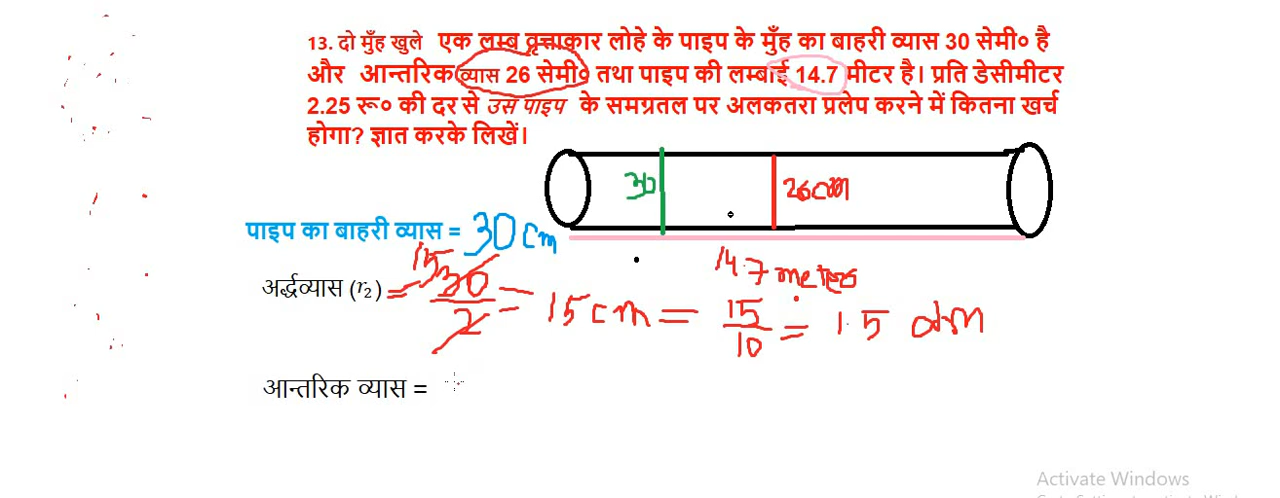 13. दो मुँह खुले एक लम्ब वृत्ताकार लोहे के पाइप के मुँह का बाहरी व्यास 30 सेमी० है
और आन्तरिक व्यास 26 सेमी० तथा पाइप की लम्बाई 14.7 मीटर है। प्रति डेसीमीटर
2.25 रू० की दर से उस पाइप के समग्रतल पर अलकतरा प्रलेप करने में कितना खर्च
होगा? ज्ञात करके लिखें।
30 26cm
पाइप का बाहरी व्यास = 30 cm
14.7 meters
15
अर्द्धव्यास (r₂) = 30/2 = 15 cm = 15/10 = 1.5 dm
आन्तरिक व्यास =
Activate Windows